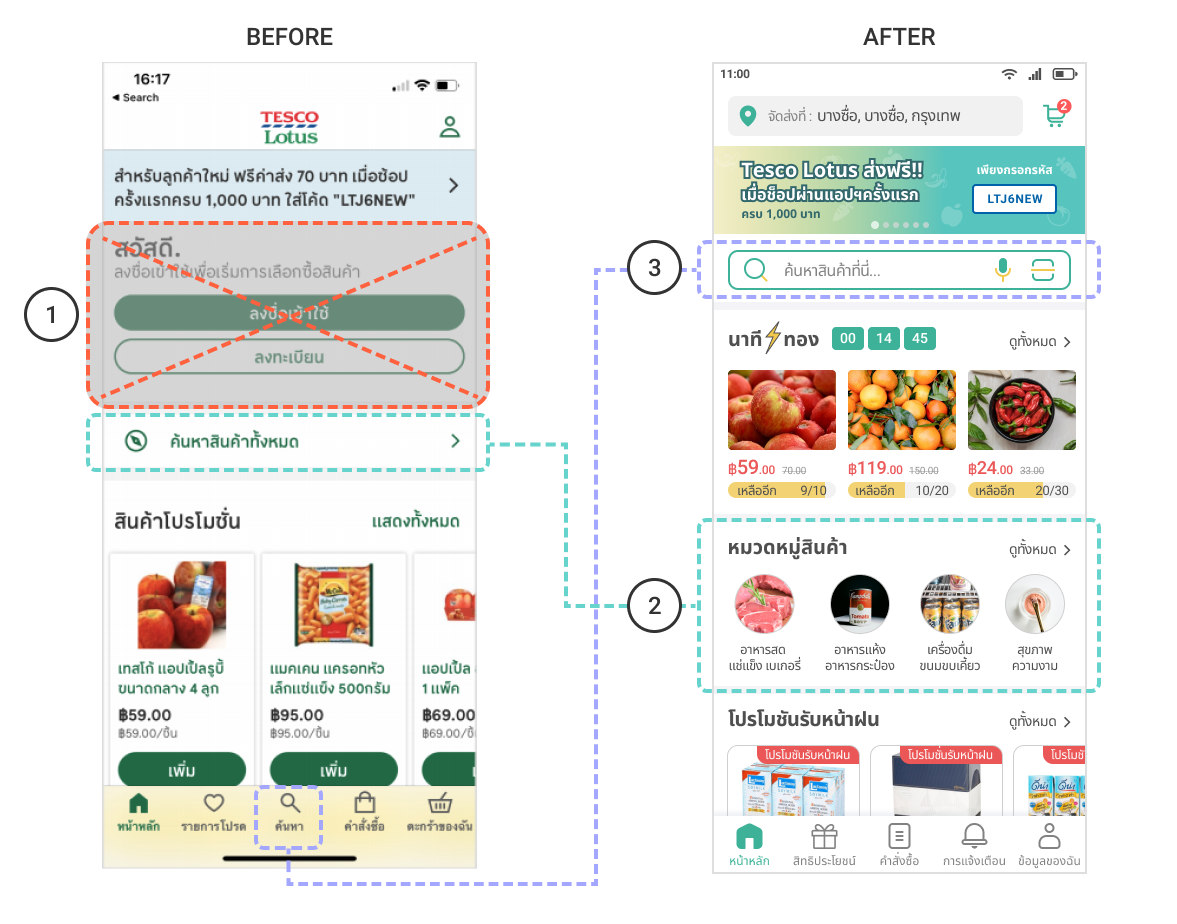 BEFORE
16:17
Search
TESCO
Lotus
สำหรับลูกค้าใหม่ ฟรีค่าส่ง 70 บาท เมื่อช้อป
ครั้งแรกครบ 1,000 บาท ใส่โค้ด "LTJ6NEW"
สวัสดี.
ลงชื่อเข้าใช้เพื่อเริ่มการเลือกซื้อสินค้า
ลงชื่อเข้าใช้
ลงทะเบียน
1
ค้นหาสินค้าทั้งหมด
สินค้าโปรโมชั่น
แสดงทั้งหมด
เทสโก้ แอปเปิ้ลรูบี้
ขนาดกลาง 4 ลูก
฿59.00
฿59.00/ชิ้น
เพิ่ม
McCain
แมคเคน แครอทหัว
เล็กแช่แข็ง 500กรัม
฿95.00
฿95.00/ชิ้น
เพิ่ม
แอปเปิ้ล
1 แพ็ค
฿69.00
฿69.00/
หน้าหลัก
รายการโปรด
ค้นหา
คำสั่งซื้อ
ตะกร้าของฉัน
3
2
AFTER
11:00
จัดส่งที่ : บางซื่อ, บางซื่อ, กรุงเทพ
2
Tesco Lotus ส่งฟรี!!
เมื่อช็อปผ่านแอปฯครั้งแรก
ครบ 1,000 บาท
เพียงกรอกรหัส
LTJ6NEW
ค้นหาสินค้าที่นี่...
นาที ทอง
00 14 45
ดูทั้งหมด
฿59.00 70.00
เหลืออีก 9/10
฿119.00 150.00
เหลืออีก 10/20
฿24.00 33.00
เหลืออีก 20/30
หมวดหมู่สินค้า
ดูทั้งหมด
Campbell's
Tomato
อาหารสด
แช่แข็ง เบเกอรี่
อาหารแห้ง
อาหารกระป๋อง
เครื่องดื่ม
ขนมขบเคี้ยว
สุขภาพ
ความงาม
โปรโมชันรับหน้าฝน
ดูทั้งหมด
โปรโมชันรับหน้าฝน
โปรโมชั่นรับหน้าฝน
โปรโมชั
หน้าหลัก
สิทธิประโยชน์
คำสั่งซื้อ
การแจ้งเตือน
ข้อมูลของฉัน